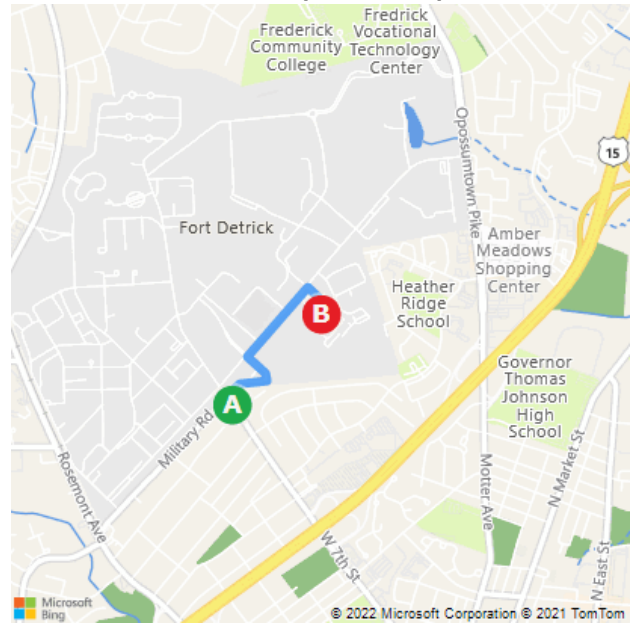 Frederick
Community
College
Fredrick
Vocational
Technology
Center
Opossumtown Pike
15
Fort Detrick
Amber
Meadows
Shopping
Center
Heather
Ridge
School
B
A
Military Rd
Governor
Thomas
Johnson
High
School
Rosemont Ave
Motter Ave
N Market St
W 7th St
N East St
Microsoft
Bing
© 2022 Microsoft Corporation © 2021 TomTom